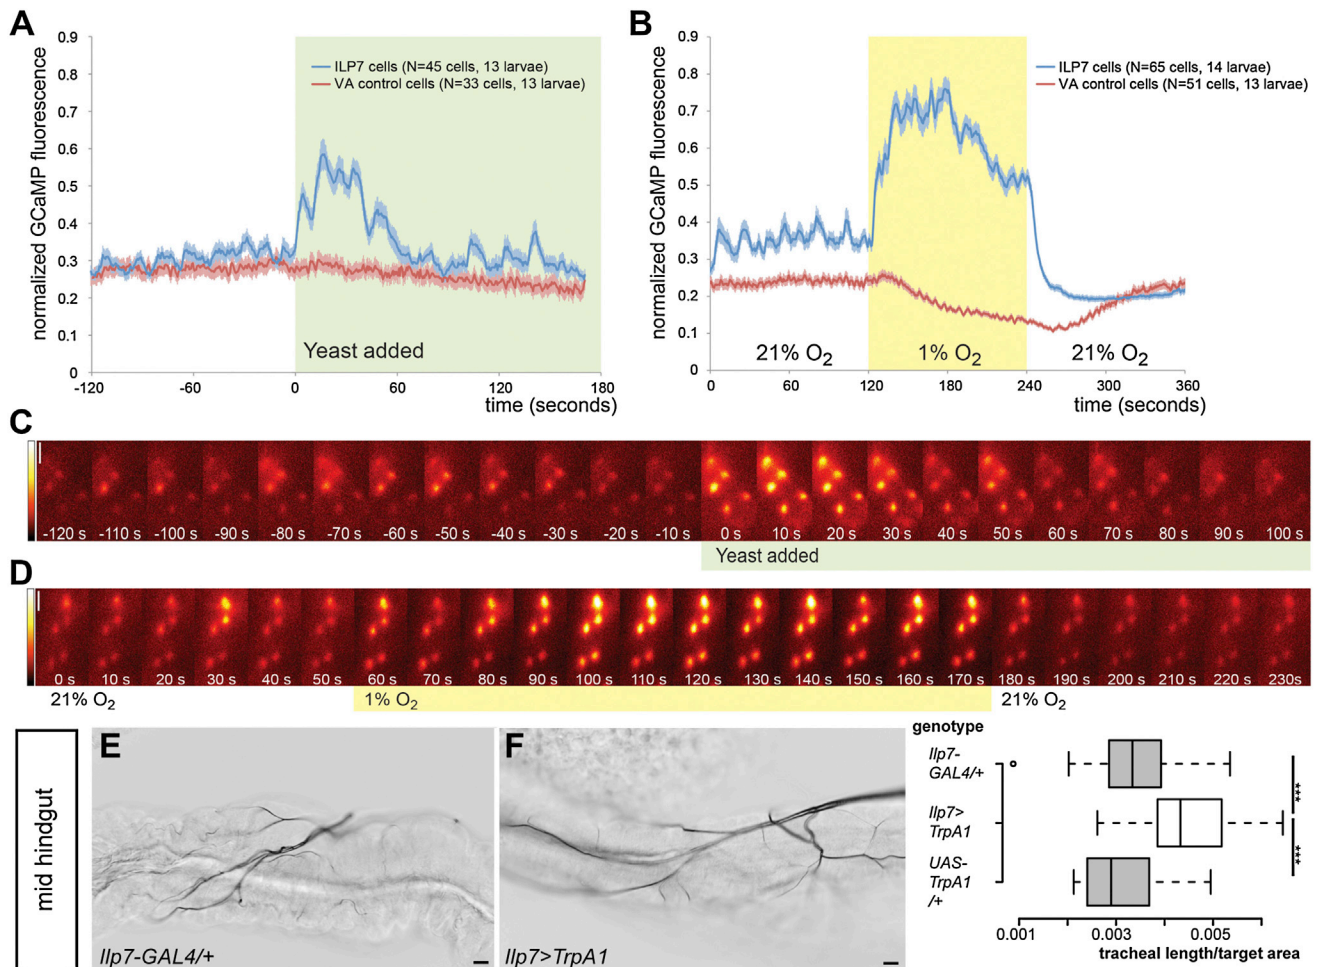 A
normalized GCaMP fluorescence
0.9
0.8
0.7
0.6
0.5
0.4
0.3
0.2
0.1
0
ILP7 cells (N=45 cells, 13 larvae)
VA control cells (N=33 cells, 13 larvae)
Yeast added
-120
-60
0
60
120
180
time (seconds)
B
normalized GCaMP fluorescence
0.9
0.8
0.7
0.6
0.5
0.4
0.3
0.2
0.1
0
ILP7 cells (N=65 cells, 14 larvae)
VA control cells (N=51 cells, 13 larvae)
21% O2
1% O2
21% O2
0
60
120
180
240
300
360
time (seconds)
C
-120 s -110 s -100 s -90 s -80 s -70 s -60 s -50 s -40 s -30 s -20 s -10 s 0 s 10 s 20 s 30 s 40 s 50 s 60 s 70 s 80 s 90 s 100 s
Yeast added
D
0 s 10 s 20 s 30 s 40 s 50 s 60 s 70 s 80 s 90 s 100 s 110 s 120 s 130 s 140 s 150 s 160 s 170 s 180 s 190 s 200 s 210 s 220 s 230s
21% O2
1% O2
21% O2
mid hindgut
E
Ilp7-GAL4/+
F
Ilp7>TrpA1
genotype
Ilp7-
GAL4/+
Ilp7>
TrpA1
UAS-
TrpA1
/+
***
***
0.001
0.003
0.005
tracheal length/target area